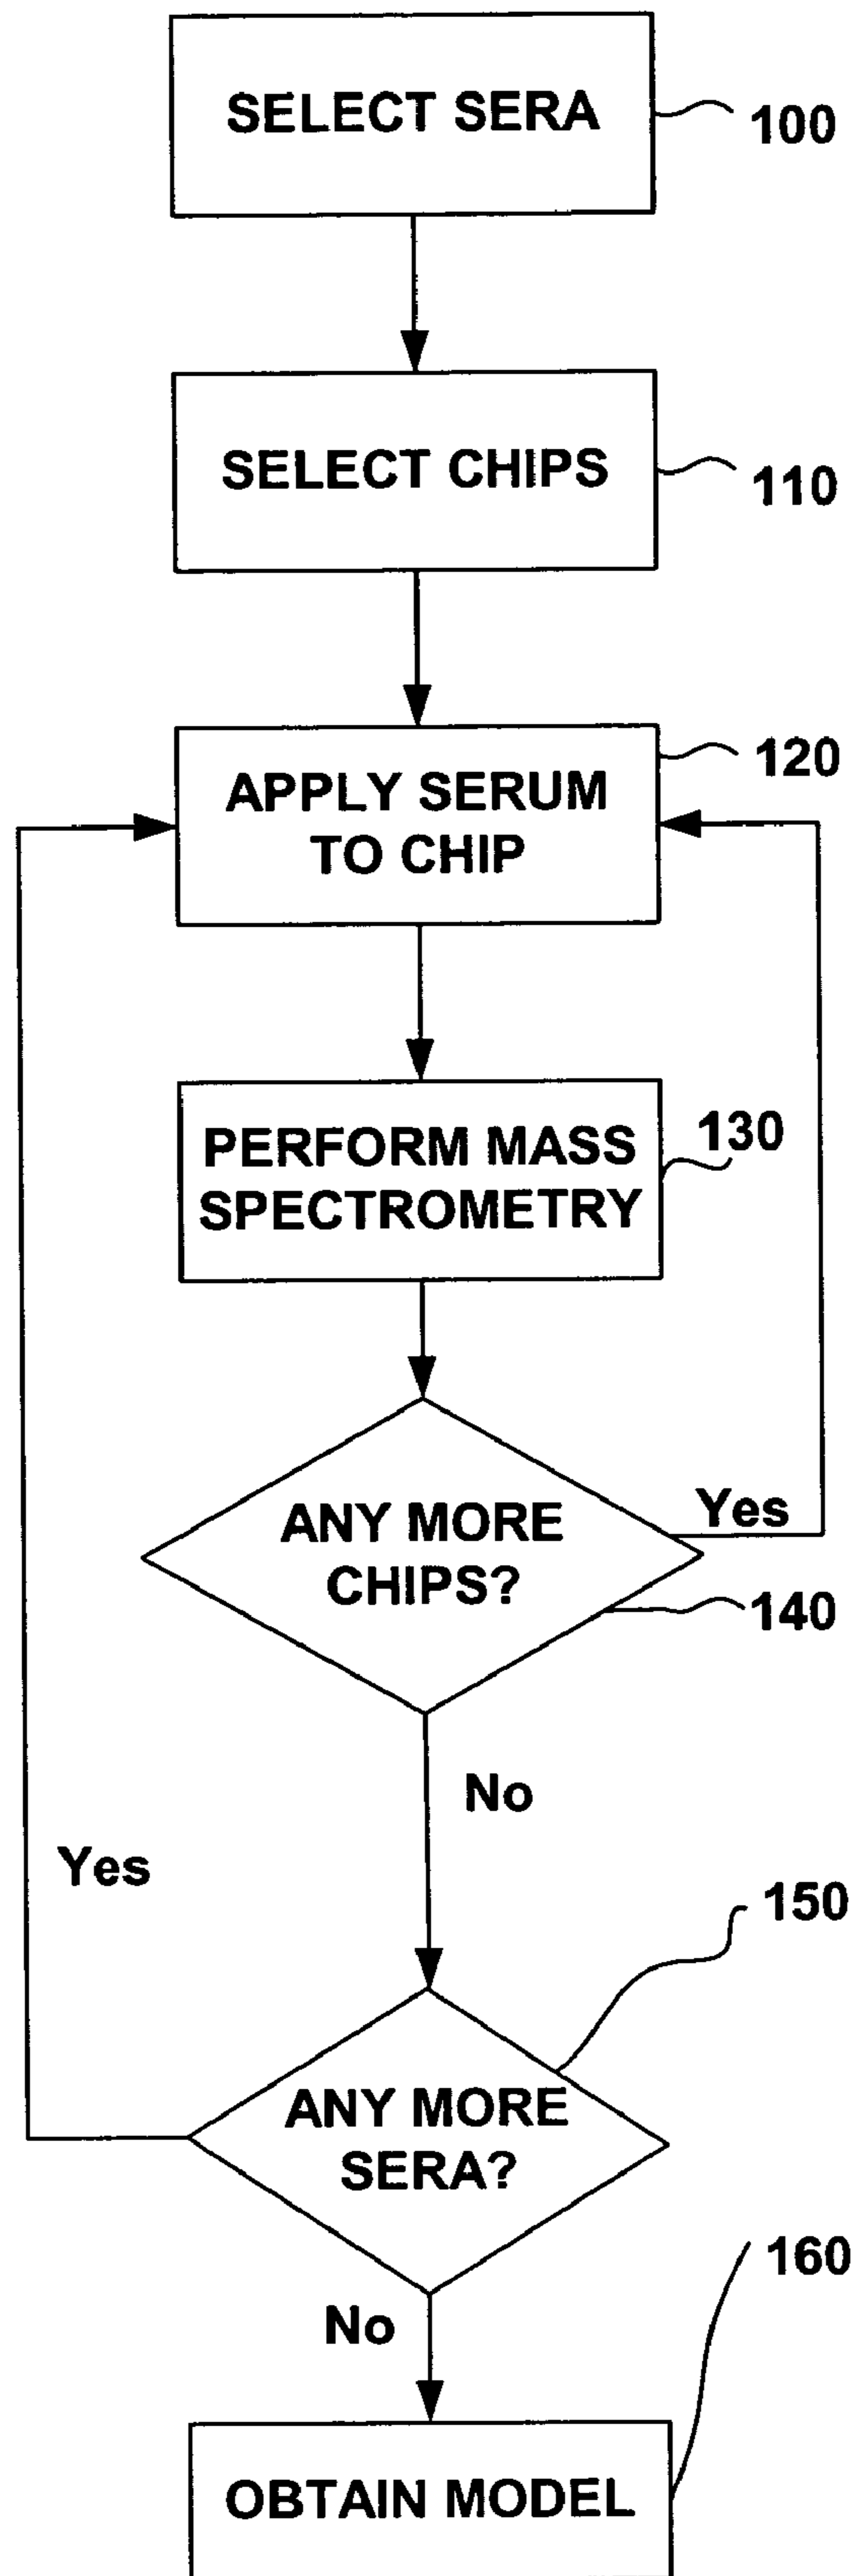 SELECT SERA
100
SELECT CHIPS
110
120
APPLY SERUM
TO CHIP
130
PERFORM MASS
SPECTROMETRY
ANY MORE
CHIPS?
Yes
140
No
Yes
150
ANY MORE
SERA?
160
No
OBTAIN MODEL